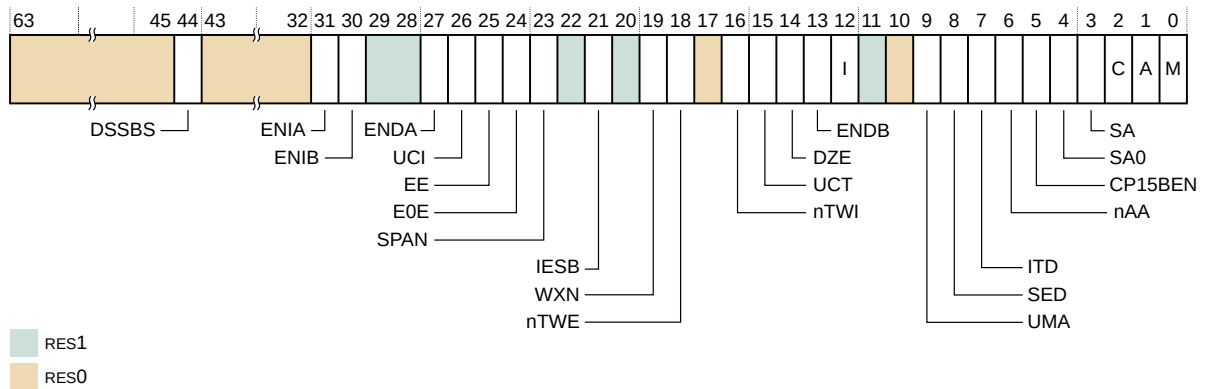 63 45 44 43 32 31 30 29 28 27 26 25 24 23 22 21 20 19 18 17 16 15 14 13 12 11 10 9 8 7 6 5 4 3 2 1 0
I C A M
DSSBS ENIA ENDA ENDB SA
ENIB UCI DZE SA0
EE UCT CP15BEN
E0E nTWI nAA
SPAN
IESB ITD
WXN SED
nTWE UMA
RES1
RES0